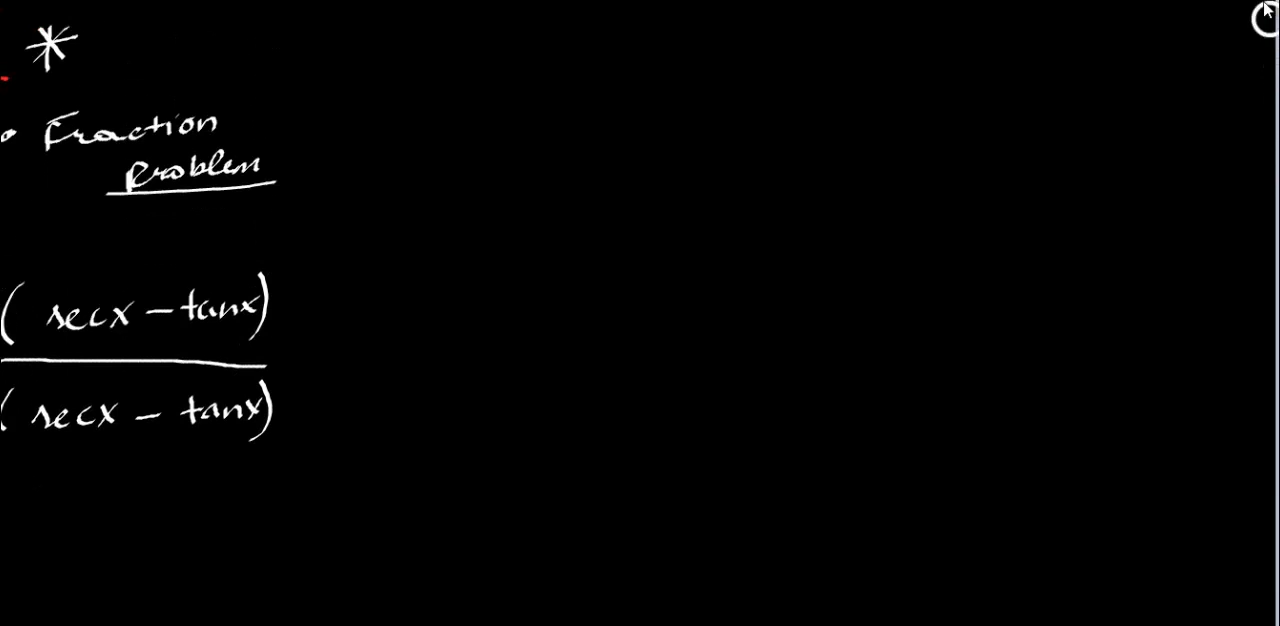 *
• Fraction
problem
(secx - tanx)
(secx - tanx)